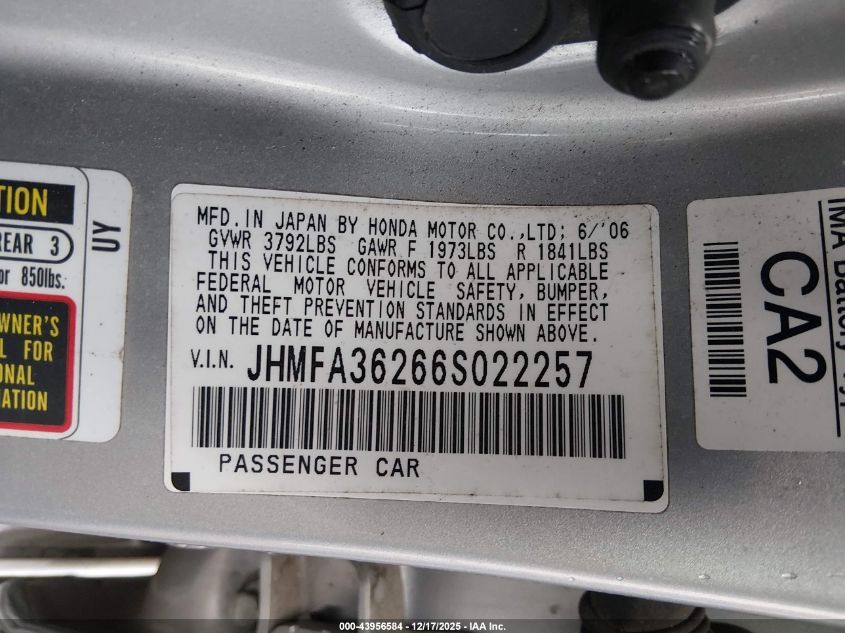 TION
REAR 3
or 850lbs.
WNER'S
L FOR
ONAL
MATION
UY
MFD. IN JAPAN BY HONDA MOTOR CO., LTD; 6/'06
GVWR 3792LBS GAWR F 1973LBS R 1841LBS
THIS VEHICLE CONFORMS TO ALL APPLICABLE
FEDERAL MOTOR VEHICLE SAFETY, BUMPER,
AND THEFT PREVENTION STANDARDS IN EFFECT
ON THE DATE OF MANUFACTURE SHOWN ABOVE.
V.I.N. JHMFA36266S022257
PASSENGER CAR
CA2
IMA Battery
000-43956584 - 12/17/2025 - IAA Inc.